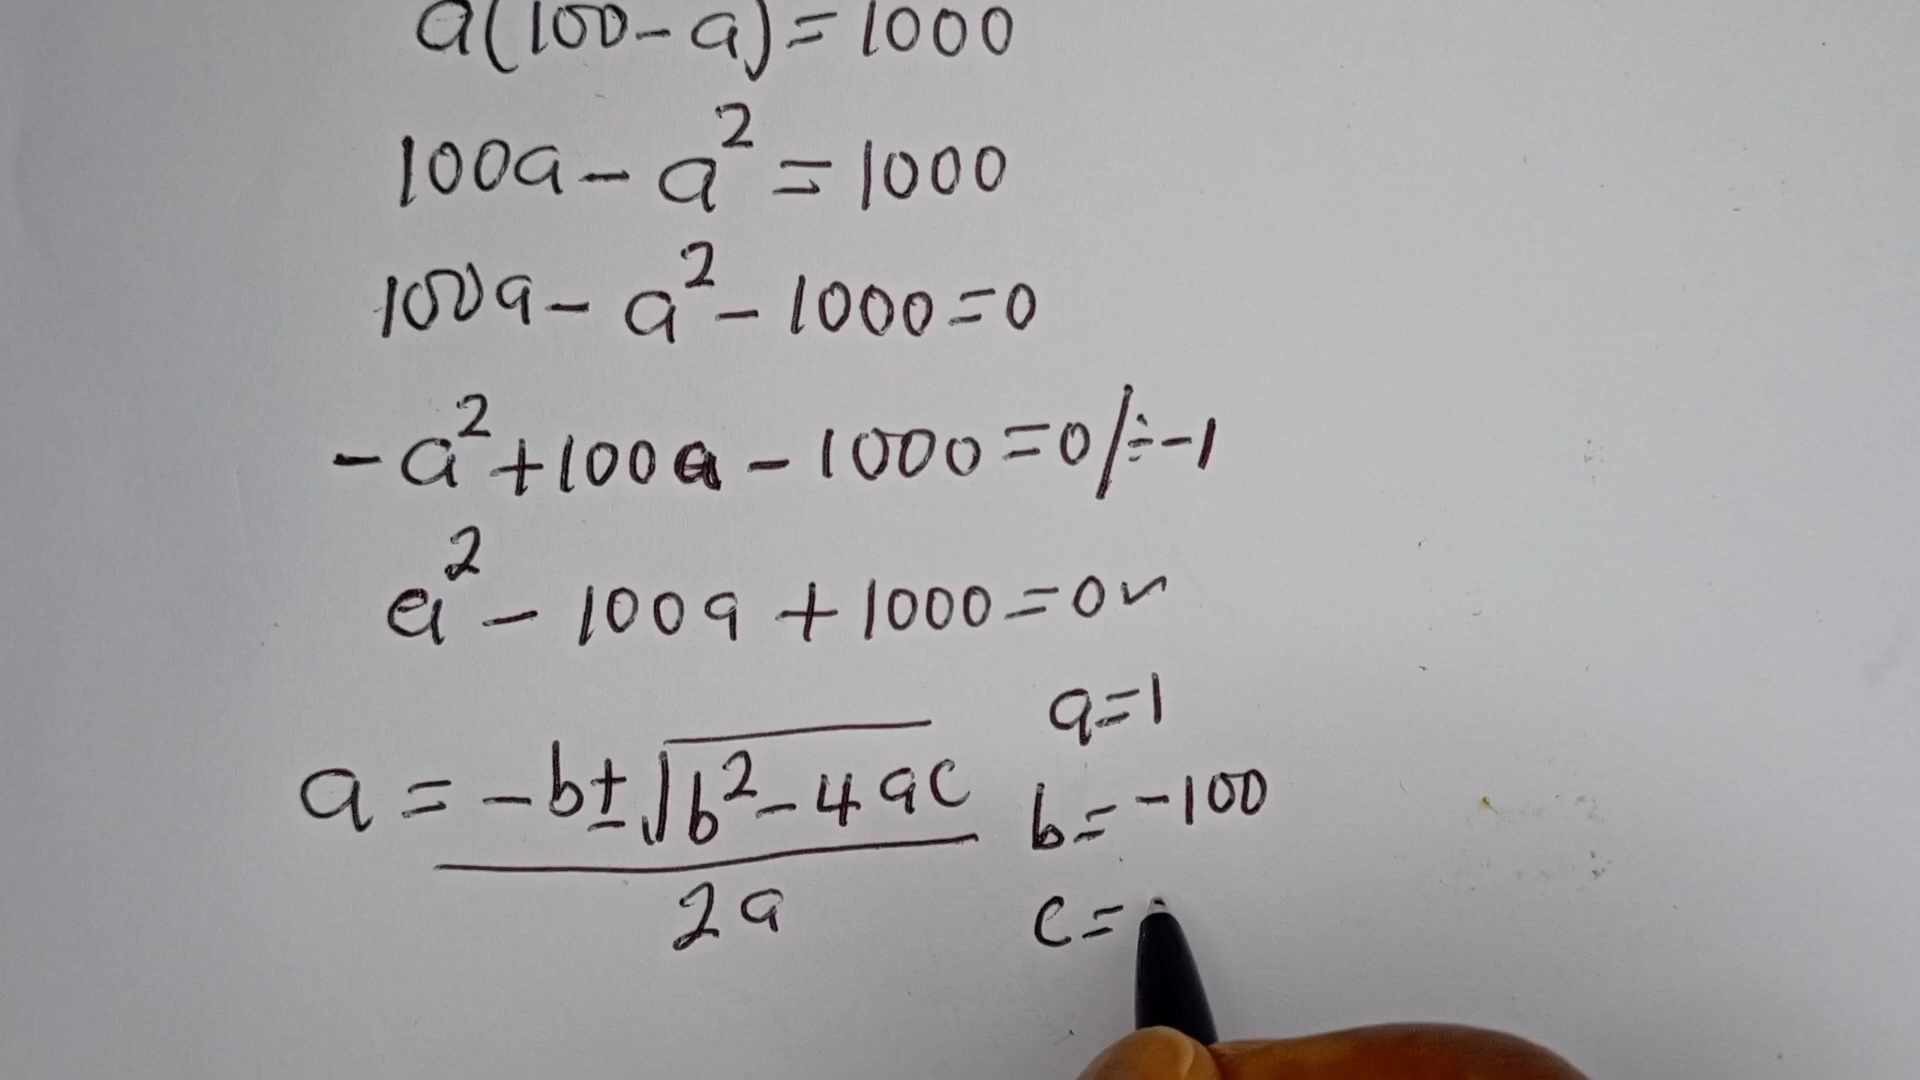 a(100-a)=1000
100a-a²=1000
100a-a²-1000=0
-a²+100a-1000=0/÷-1
a²-100a+1000=0
a=1
a=-b±√b²-4ac
b=-100
2a
c=